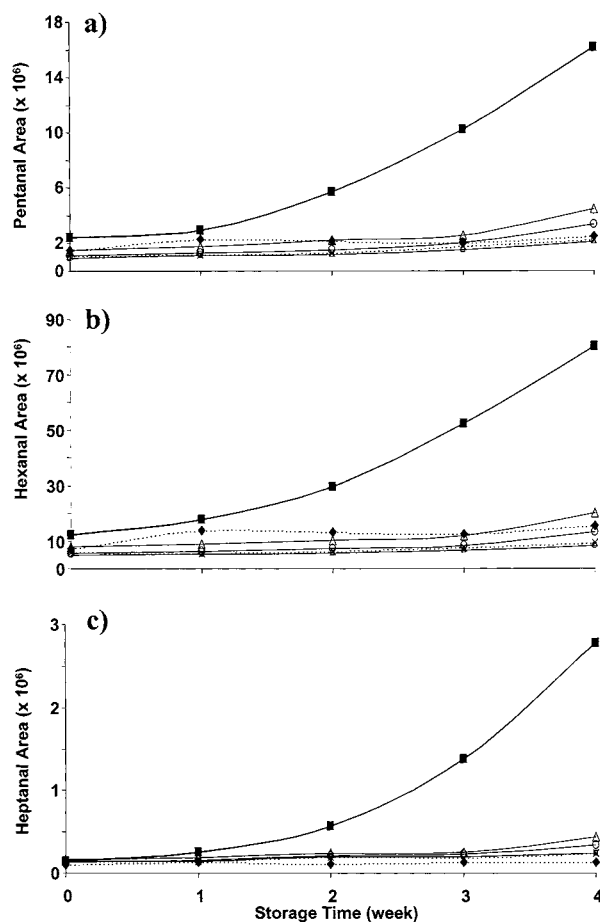 a)
Pentanal Area (x 10⁶)
18
14
10
6
2
0
b)
Hexanal Area (x 10⁶)
90
70
50
30
10
0
c)
Heptanal Area (x 10⁶)
3
2
1
0
0 1 2 3 4
Storage Time (week)